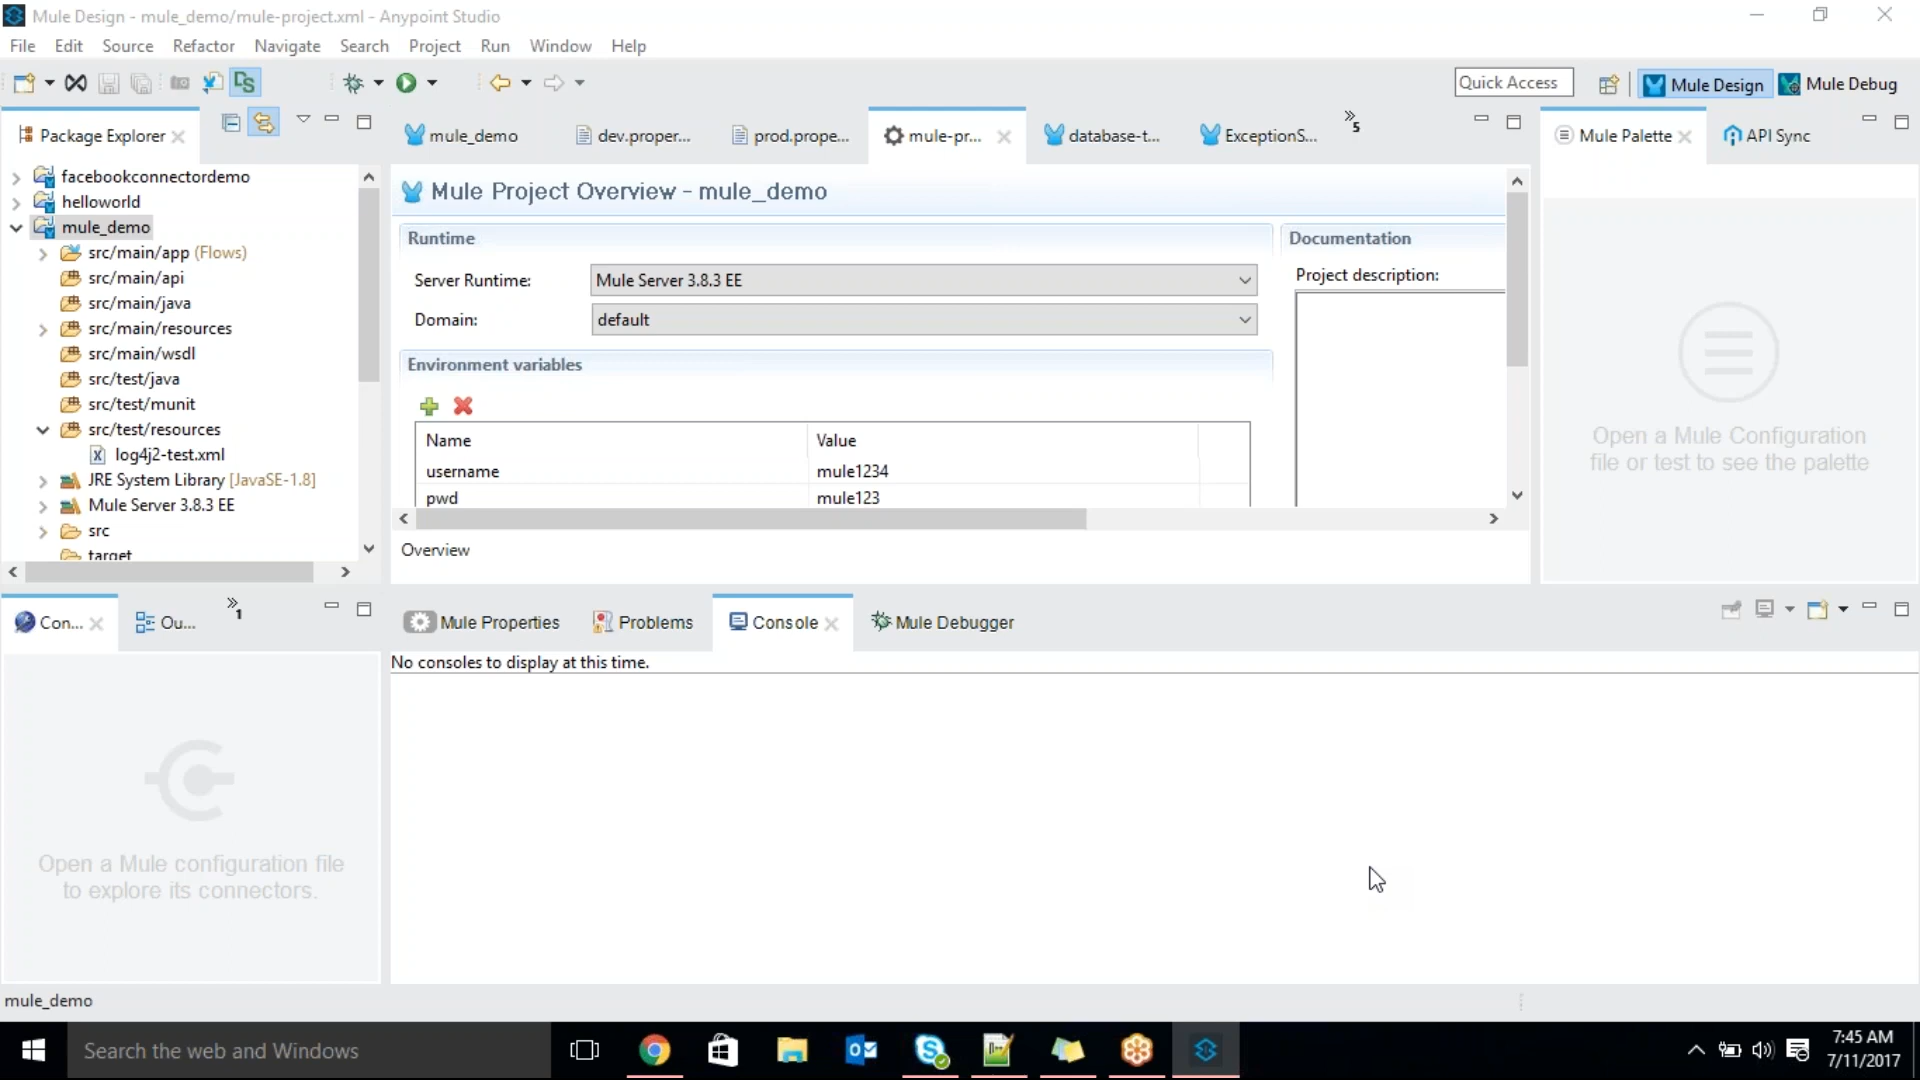 Mule Design - mule_demo/mule-project.xml - Anypoint Studio
File Edit Source Refactor Navigate Search Project Run Window Help
Quick Access
Mule Design
Mule Debug
Package Explorer
mule_demo
dev.proper...
prod.prope...
mule-pr...
database-t...
ExceptionS...
5
Mule Palette
API Sync
facebookconnectordemo
helloworld
mule_demo
src/main/app (Flows)
src/main/api
src/main/java
src/main/resources
src/main/wsdl
src/test/java
src/test/munit
src/test/resources
log4j2-test.xml
JRE System Library [JavaSE-1.8]
Mule Server 3.8.3 EE
src
target
Mule Project Overview - mule_demo
Runtime
Server Runtime: Mule Server 3.8.3 EE
Domain: default
Environment variables
Name Value
username mule1234
pwd mule123
Documentation
Project description:
Overview
Open a Mule Configuration
file or test to see the palette
Con...
Ou...
1
Open a Mule configuration file
to explore its connectors.
Mule Properties
Problems
Console
Mule Debugger
No consoles to display at this time.
mule_demo
Search the web and Windows
7:45 AM
7/11/2017